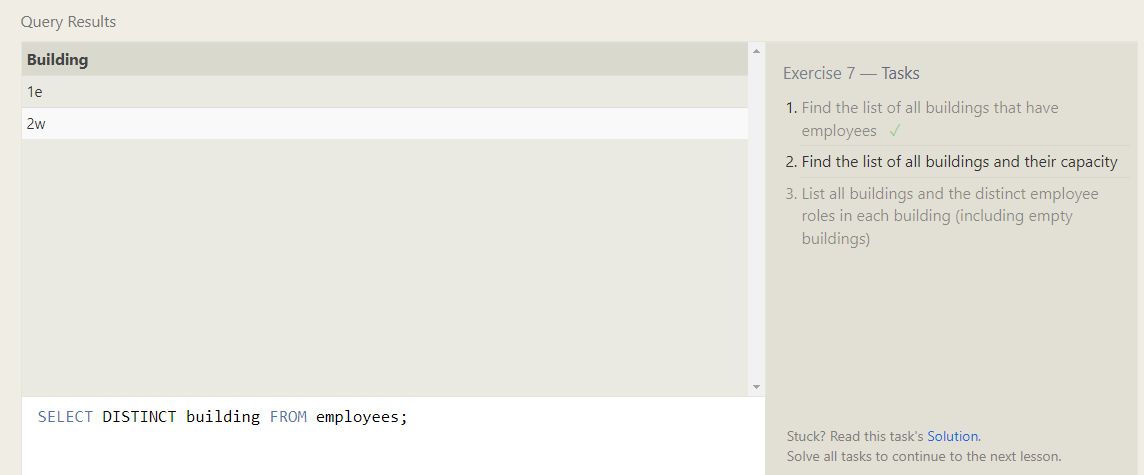 Query Results
Building
1e
2w
SELECT DISTINCT building FROM employees;
Exercise 7 — Tasks
1. Find the list of all buildings that have
employees ✓
2. Find the list of all buildings and their capacity
3. List all buildings and the distinct employee
roles in each building (including empty
buildings)
Stuck? Read this task's Solution.
Solve all tasks to continue to the next lesson.